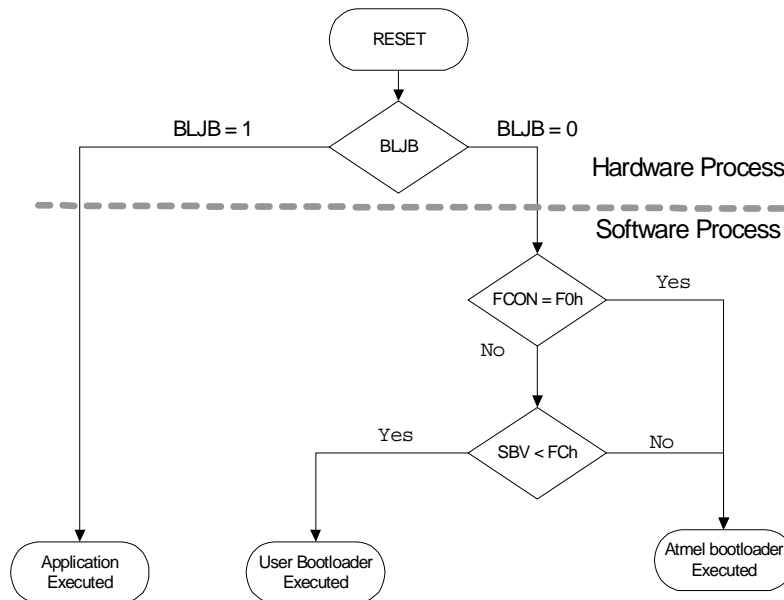 RESET
BLJB = 1
BLJB = 0
BLJB
Hardware Process
Software Process
FCON = F0h
Yes
No
Yes
SBV < FCh
No
Application
Executed
User Bootloader
Executed
Atmel bootloader
Executed